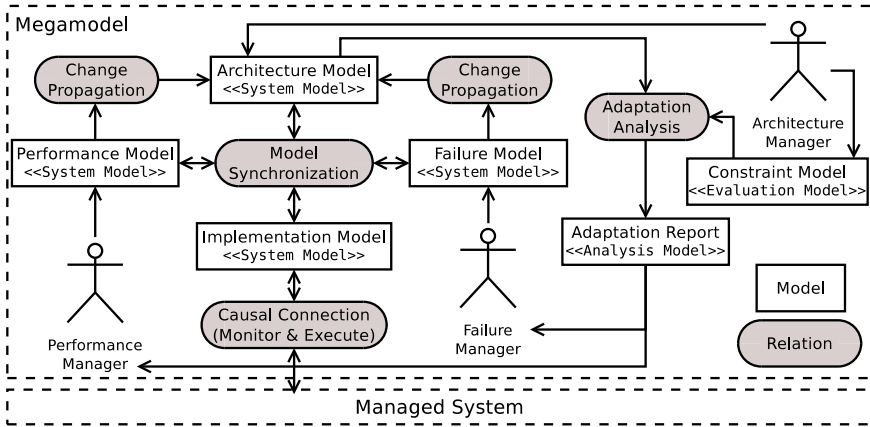 Megamodel
Change
Propagation
Architecture Model
<<System Model>>
Change
Propagation
Adaptation
Analysis
Architecture
Manager
Performance Model
<<System Model>>
Model
Synchronization
Failure Model
<<System Model>>
Constraint Model
<<Evaluation Model>>
Implementation Model
<<System Model>>
Adaptation Report
<<Analysis Model>>
Model
Causal Connection
(Monitor & Execute)
Performance
Manager
Failure
Manager
Relation
Managed System